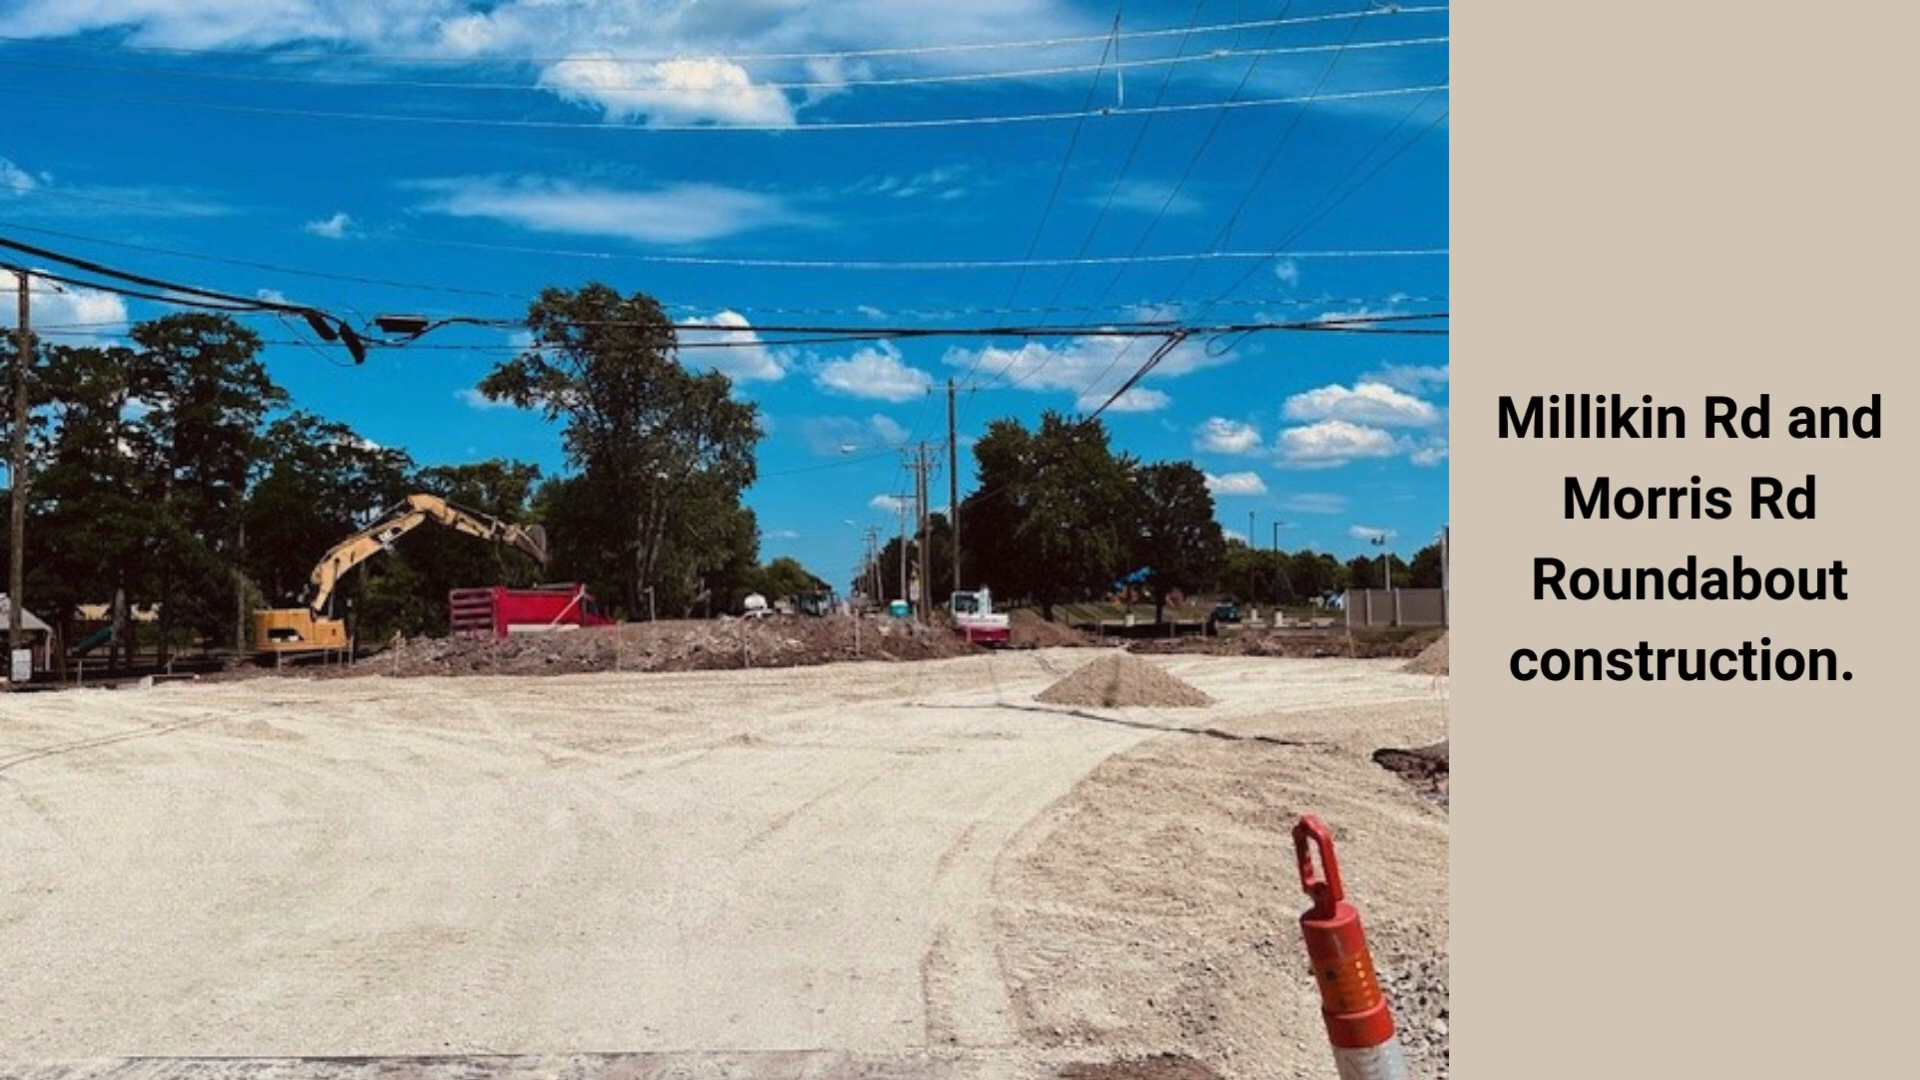 Millikin Rd and
Morris Rd
Roundabout
construction.